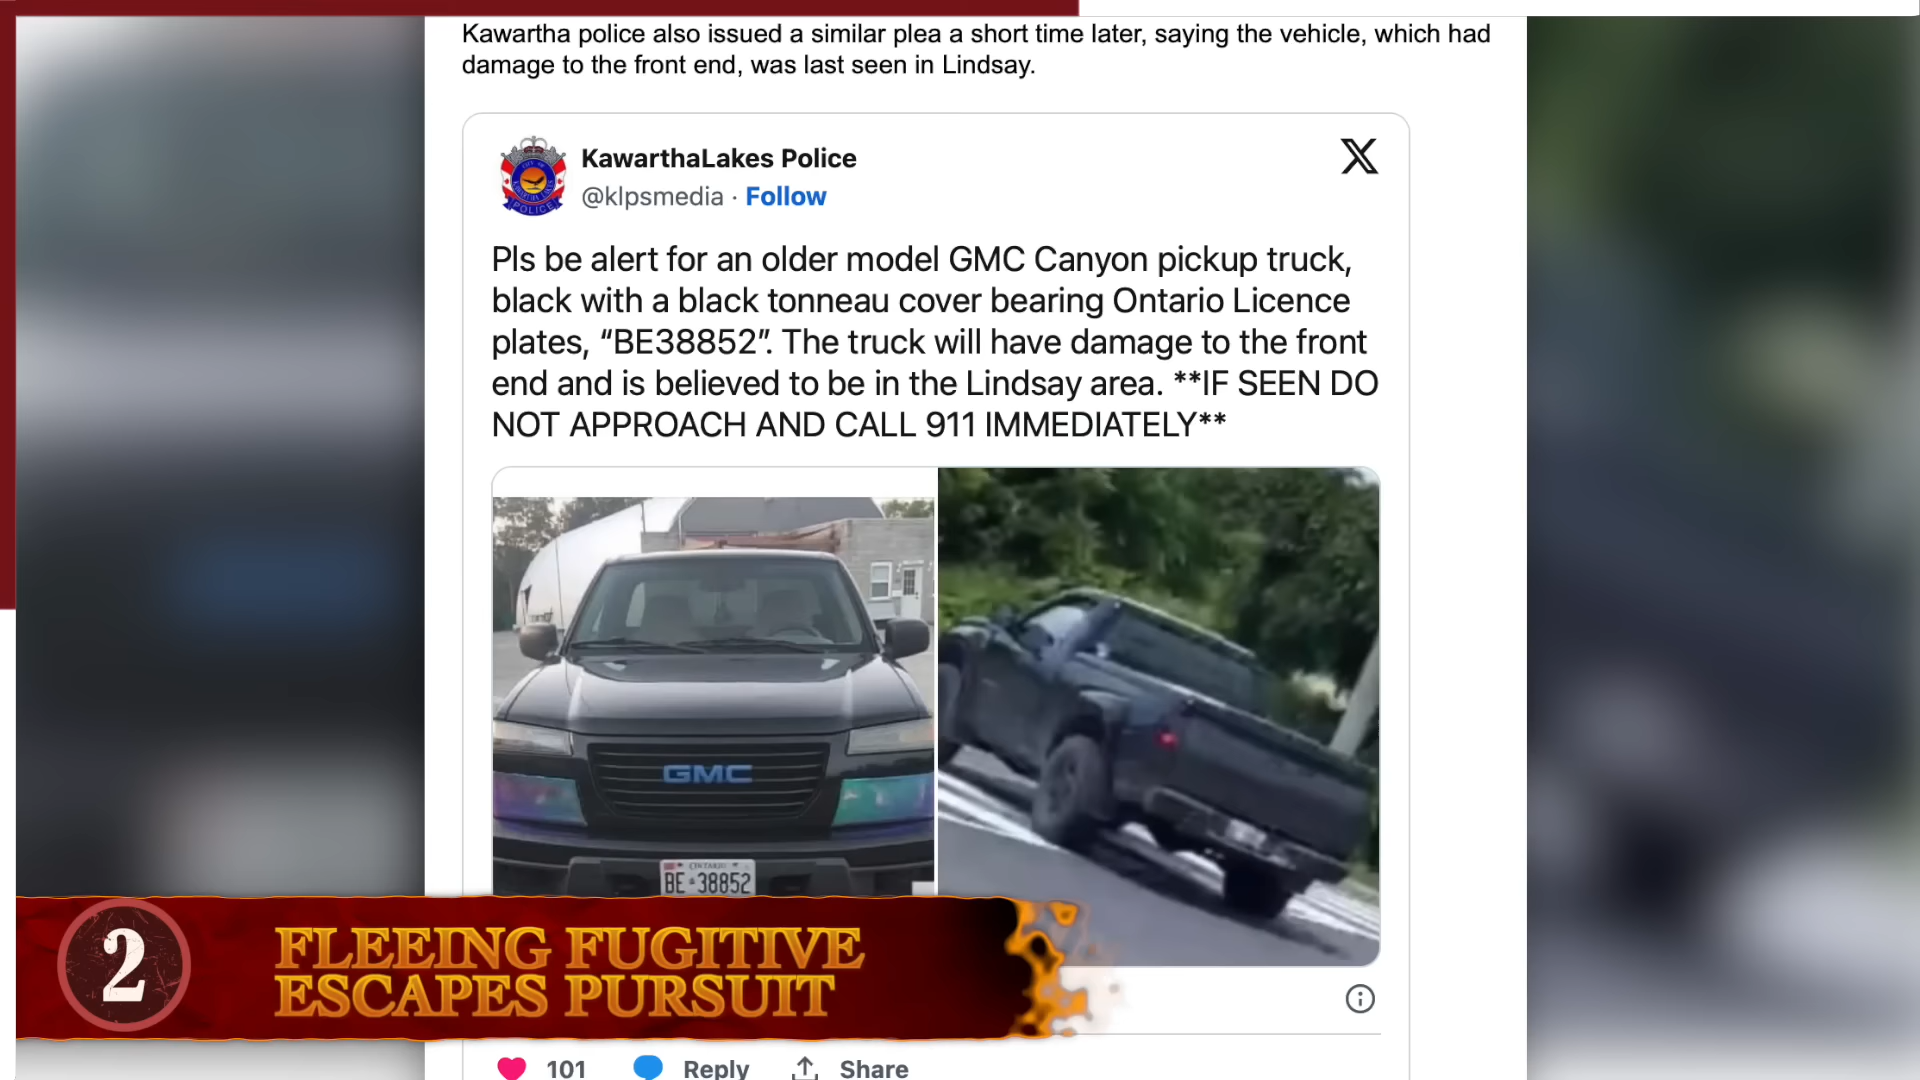 Kawartha police also issued a similar plea a short time later, saying the vehicle, which had
damage to the front end, was last seen in Lindsay.
KawarthaLakes Police
@klpsmedia · Follow
Pls be alert for an older model GMC Canyon pickup truck,
black with a black tonneau cover bearing Ontario Licence
plates, “BE38852”. The truck will have damage to the front
end and is believed to be in the Lindsay area. **IF SEEN DO
NOT APPROACH AND CALL 911 IMMEDIATELY**
GMC
ONTARIO
BE 38852
2
FLEEING FUGITIVE
ESCAPES PURSUIT
101 Reply Share
POLICE